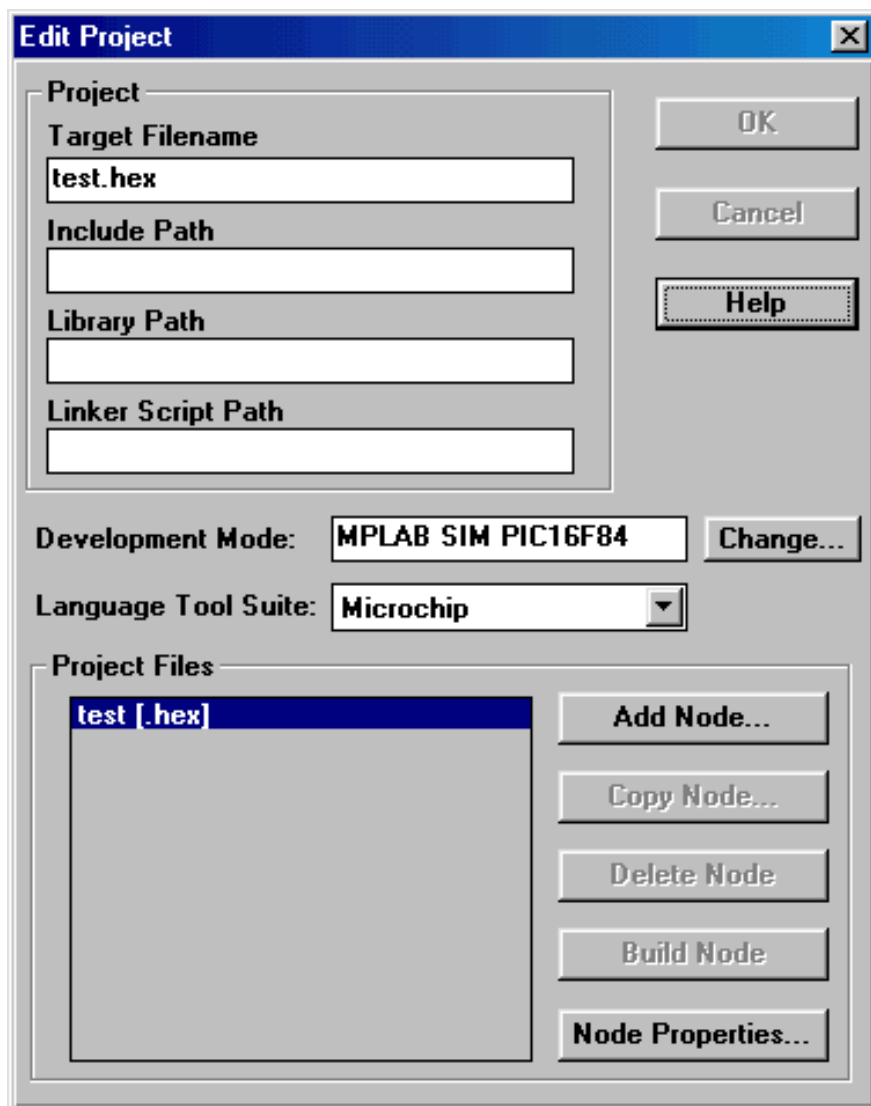 Edit Project
Project
Target Filename
test.hex
Include Path
Library Path
Linker Script Path
OK
Cancel
Help
Development Mode: MPLAB SIM PIC16F84 Change...
Language Tool Suite: Microchip
Project Files
test [.hex]
Add Node...
Copy Node...
Delete Node
Build Node
Node Properties...